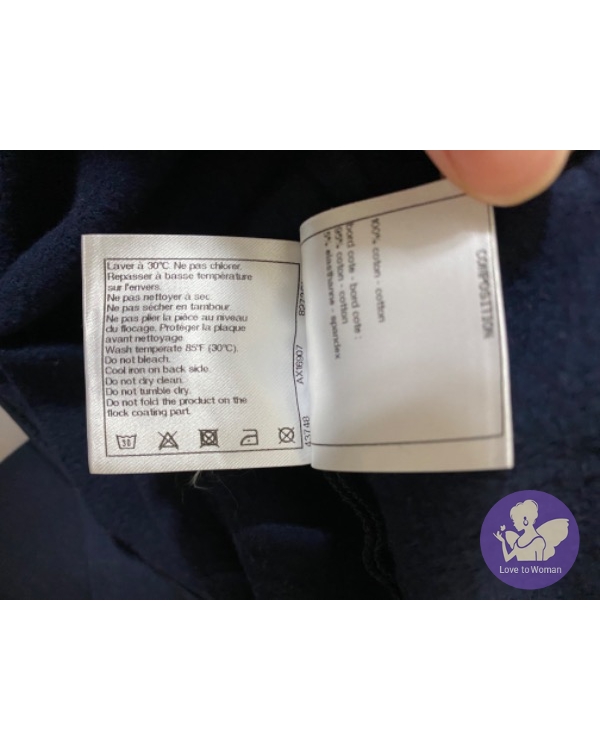 Laver à 30°C. Ne pas chlorer.
Repasser à basse température
sur l'envers.
Ne pas nettoyer à sec.
Ne pas sécher en tambour.
Ne pas plier la pièce au niveau
du flocage. Protéger la plaque
avant nettoyage.
Wash temperate 85°F (30°C).
Do not bleach.
Cool iron on back side.
Do not dry clean.
Do not tumble dry.
Do not fold the product on the
flock coating part.
30
AX16907
43748
COMPOSITION
100% coton - cotton
bord cote - bord cote :
95% coton - cotton
5% elasthanne - spandex
Love to Woman